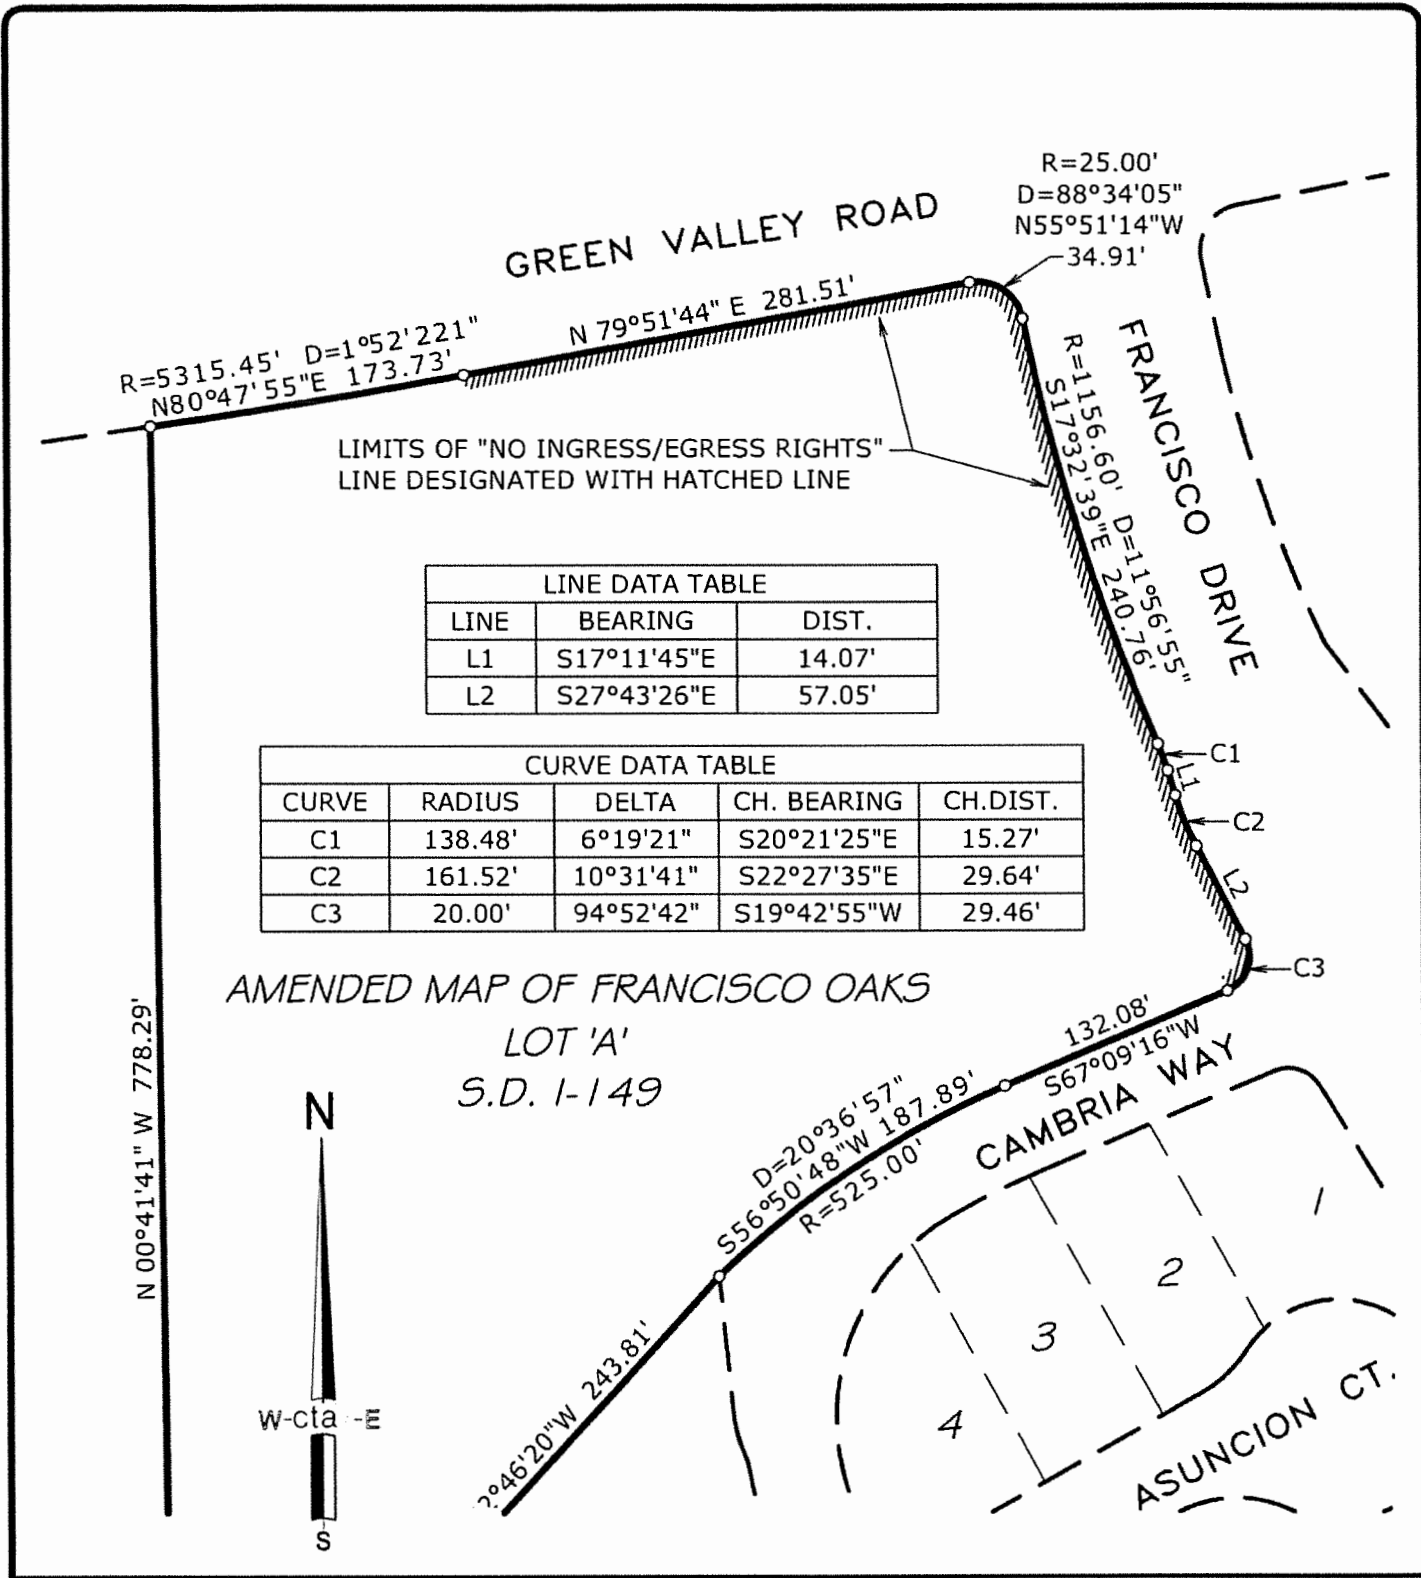 R=25.00'
D=88°34'05"
N55°51'14"W
34.91'
GREEN VALLEY ROAD
N 79°51'44" E 281.51'
R=5315.45' D=1°52'221"
N80°47'55"E 173.73'
FRANCISCO DRIVE
R=1156.60' D=11°56'55"
S17°32'39"E 240.76'
LIMITS OF "NO INGRESS/EGRESS RIGHTS"
LINE DESIGNATED WITH HATCHED LINE
LINE DATA TABLE
LINE BEARING DIST.
L1 S17°11'45"E 14.07'
L2 S27°43'26"E 57.05'
CURVE DATA TABLE
CURVE RADIUS DELTA CH. BEARING CH.DIST.
C1 138.48' 6°19'21" S20°21'25"E 15.27'
C2 161.52' 10°31'41" S22°27'35"E 29.64'
C3 20.00' 94°52'42" S19°42'55"W 29.46'
C1
L1
C2
L2
C3
AMENDED MAP OF FRANCISCO OAKS
LOT 'A'
S.D. I-149
N 00°41'41" W 778.29'
132.08'
S67°09'16"W
CAMBRIA WAY
D=20°36'57"
S56°50'48"W 187.89'
R=525.00'
2°46'20"W 243.81'
N
W-cta -E
S
1
2
3
4
ASUNCION CT.